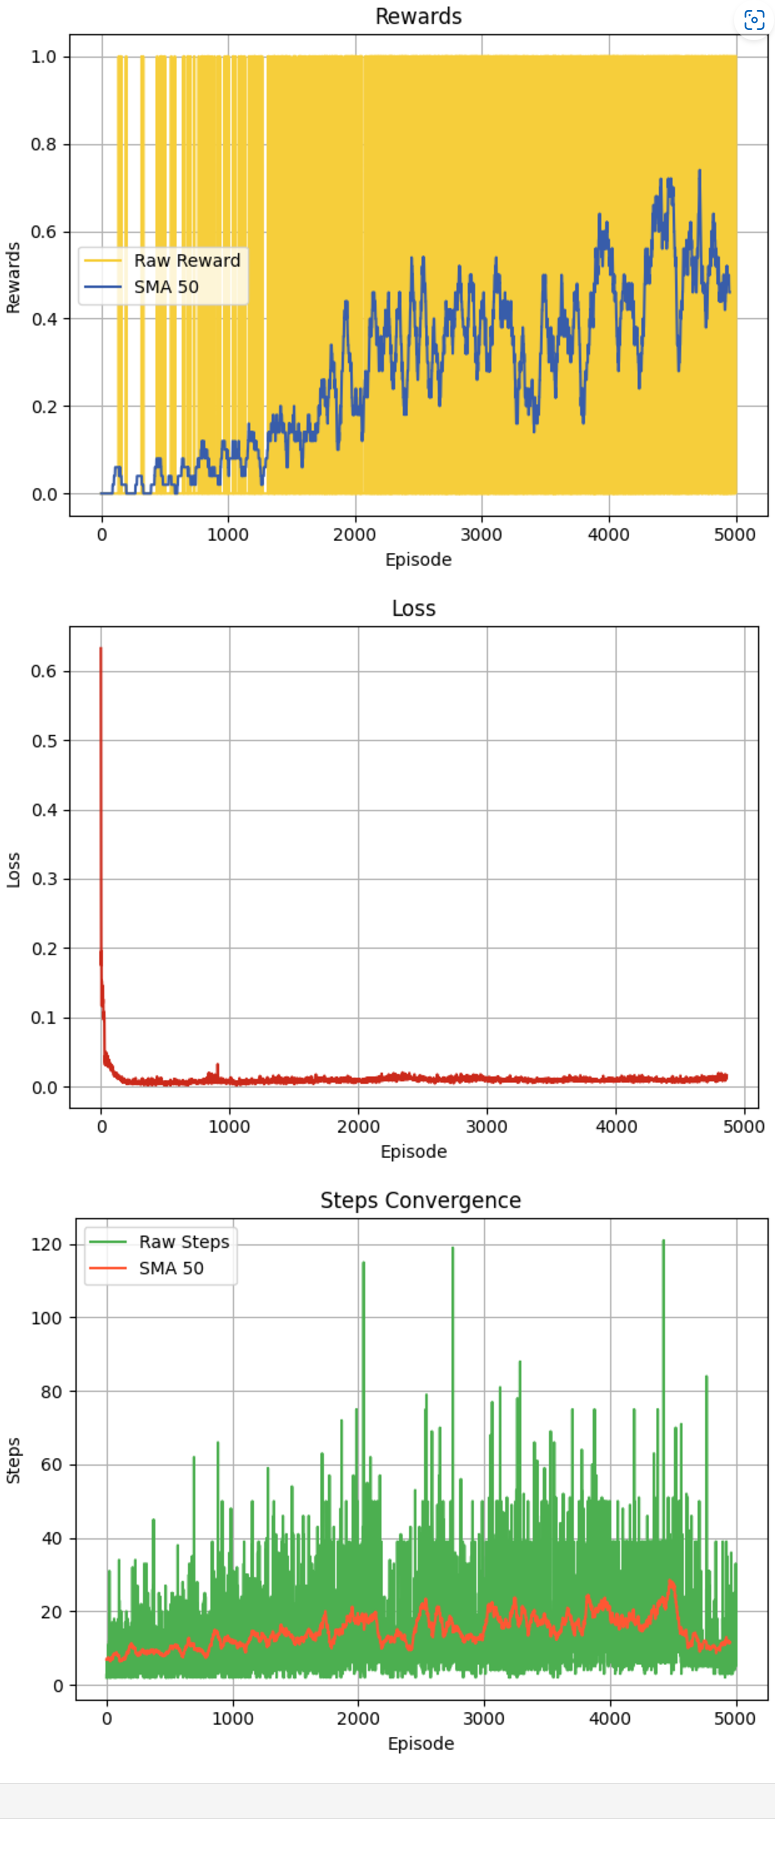 Rewards
1.0
0.8
0.6
0.4
0.2
0.0
Rewards
Raw Reward
SMA 50
0 1000 2000 3000 4000 5000
Episode
Loss
0.6
0.5
0.4
0.3
0.2
0.1
0.0
Loss
0 1000 2000 3000 4000 5000
Episode
Steps Convergence
120
100
80
60
40
20
0
Steps
Raw Steps
SMA 50
0 1000 2000 3000 4000 5000
Episode